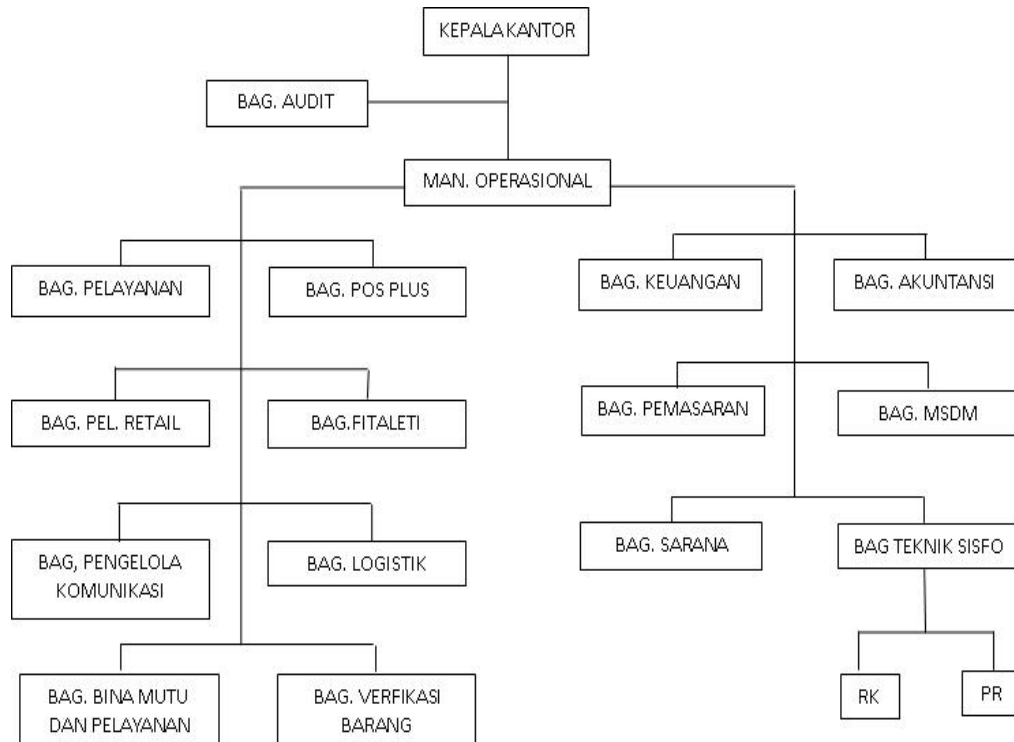 KEPALA KANTOR
BAG. AUDIT
MAN. OPERASIONAL
BAG. PELAYANAN
BAG. POS PLUS
BAG. KEUANGAN
BAG. AKUNTANSI
BAG. PEL. RETAIL
BAG.FITALETI
BAG. PEMASARAN
BAG. MSDM
BAG, PENGELOLA
KOMUNIKASI
BAG. LOGISTIK
BAG. SARANA
BAG TEKNIK SISFO
BAG. BINA MUTU
DAN PELAYANAN
BAG. VERFIKASI
BARANG
RK
PR